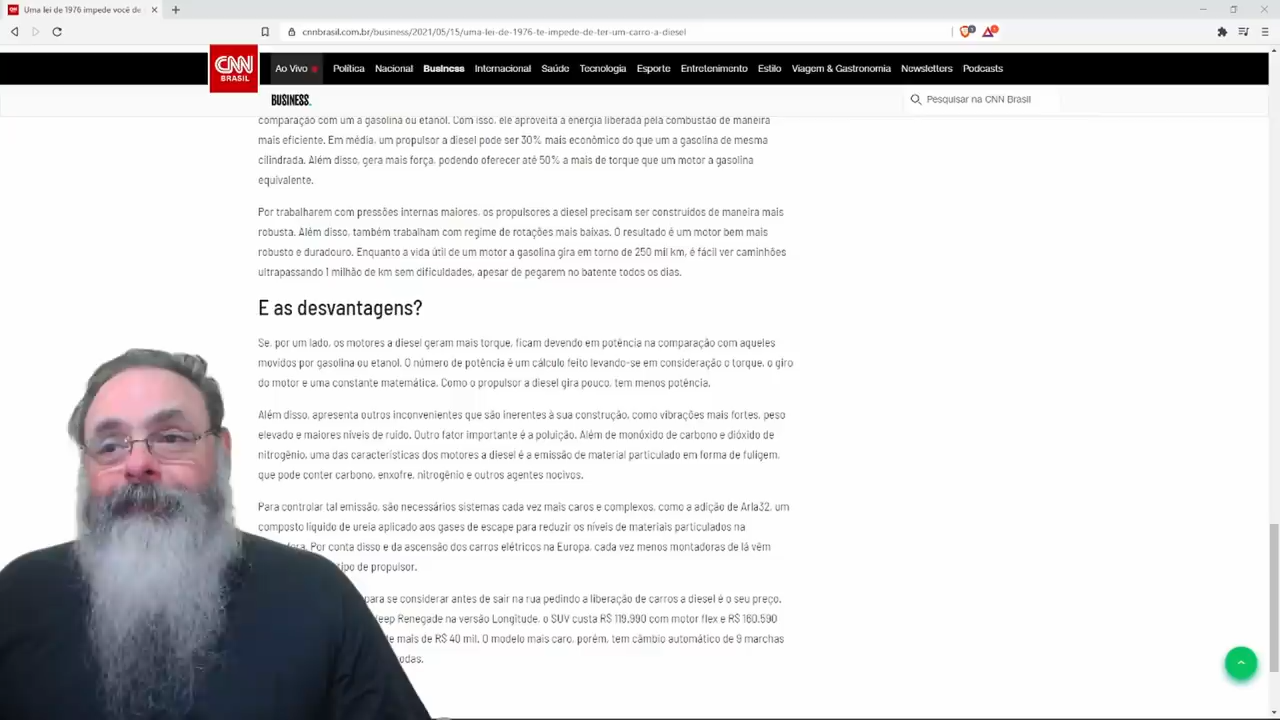 Uma lei de 1976 impede você de
cnnbrasil.com.br/business/2021/05/15/uma-lei-de-1976-te-impede-de-ter-um-carro-a-diesel
CNN
BRASIL
Ao Vivo Política Nacional Business Internacional Saúde Tecnologia Esporte Entretenimento Estilo Viagem & Gastronomia Newsletters Podcasts
BUSINESS.
Pesquisar na CNN Brasil
comparação com um a gasolina ou etanol. Com isso, ele aproveita a energia liberada pela combustão de maneira
mais eficiente. Em média, um propulsor a diesel pode ser 30% mais econômico do que um a gasolina de mesma
cilindrada. Além disso, gera mais força, podendo oferecer até 50% a mais de torque que um motor a gasolina
equivalente.
Por trabalharem com pressões internas maiores, os propulsores a diesel precisam ser construídos de maneira mais
robusta. Além disso, também trabalham com regime de rotações mais baixas. O resultado é um motor bem mais
robusto e duradouro. Enquanto a vida útil de um motor a gasolina gira em torno de 250 mil km, é fácil ver caminhões
ultrapassando 1 milhão de km sem dificuldades, apesar de pegarem no batente todos os dias.
E as desvantagens?
Se, por um lado, os motores a diesel geram mais torque, ficam devendo em potência na comparação com aqueles
movidos por gasolina ou etanol. O número de potência é um cálculo feito levando-se em consideração o torque, o giro
do motor e uma constante matemática. Como o propulsor a diesel gira pouco, tem menos potência.
Além disso, apresenta outros inconvenientes que são inerentes à sua construção, como vibrações mais fortes, peso
elevado e maiores níveis de ruído. Outro fator importante é a poluição. Além de monóxido de carbono e dióxido de
nitrogênio, uma das características dos motores a diesel é a emissão de material particulado em forma de fuligem,
que pode conter carbono, enxofre, nitrogênio e outros agentes nocivos.
Para controlar tal emissão, são necessários sistemas cada vez mais caros e complexos, como a adição de Arla32, um
composto líquido de ureia aplicado aos gases de escape para reduzir os níveis de materiais particulados na
Por conta disso e da ascensão dos carros elétricos na Europa, cada vez menos montadoras de lá vêm
tipo de propulsor.
para se considerar antes de sair na rua pedindo a liberação de carros a diesel é o seu preço.
Jeep Renegade na versão Longitude, o SUV custa R$ 119.990 com motor flex e R$ 160.590
de mais de R$ 40 mil. O modelo mais caro, porém, tem câmbio automático de 9 marchas